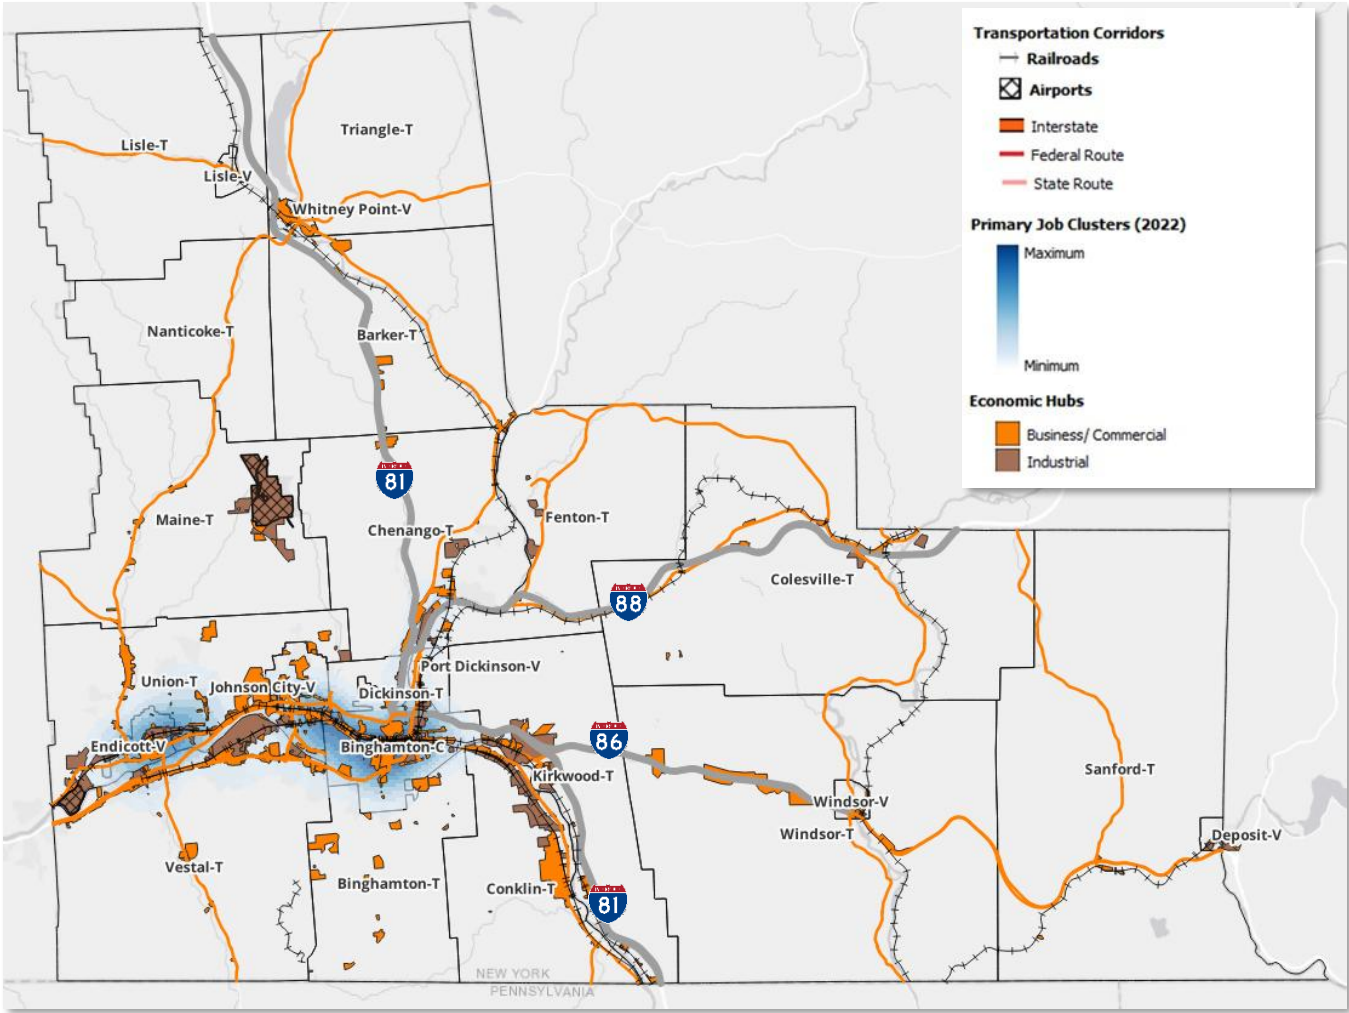 Transportation Corridors
Railroads
Airports
Interstate
Federal Route
State Route
Primary Job Clusters (2022)
Maximum
Minimum
Economic Hubs
Business/ Commercial
Industrial
Triangle-T
Lisle-T
Lisle-V
Whitney Point-V
Nanticoke-T
Barker-T
81
Maine-T
Chenango-T
Fenton-T
Colesville-T
88
Port Dickinson-V
Union-T
Johnson City-V
Dickinson-T
Endicott-V
Binghamton-C
86
Kirkwood-T
Sanford-T
Windsor-V
Windsor-T
Deposit-V
Vestal-T
Binghamton-T
Conklin-T
81
NEW YORK
PENNSYLVANIA